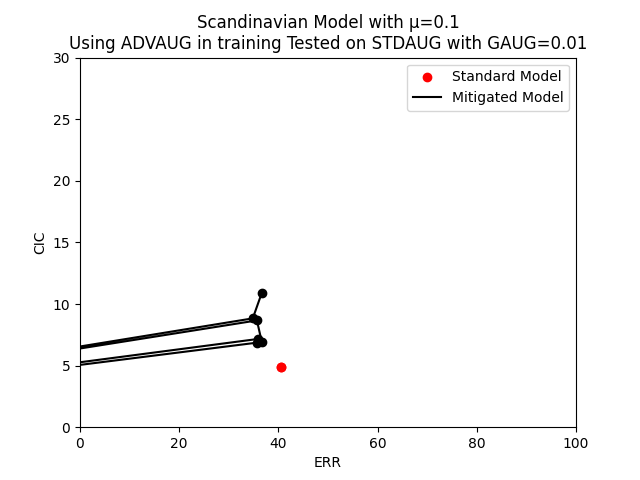 Scandinavian Model with μ=0.1
Using ADVAUG in training Tested on STDAUG with GAUG=0.01
30
25
20
15
10
5
0
CIC
Standard Model
Mitigated Model
0 20 40 60 80 100
ERR